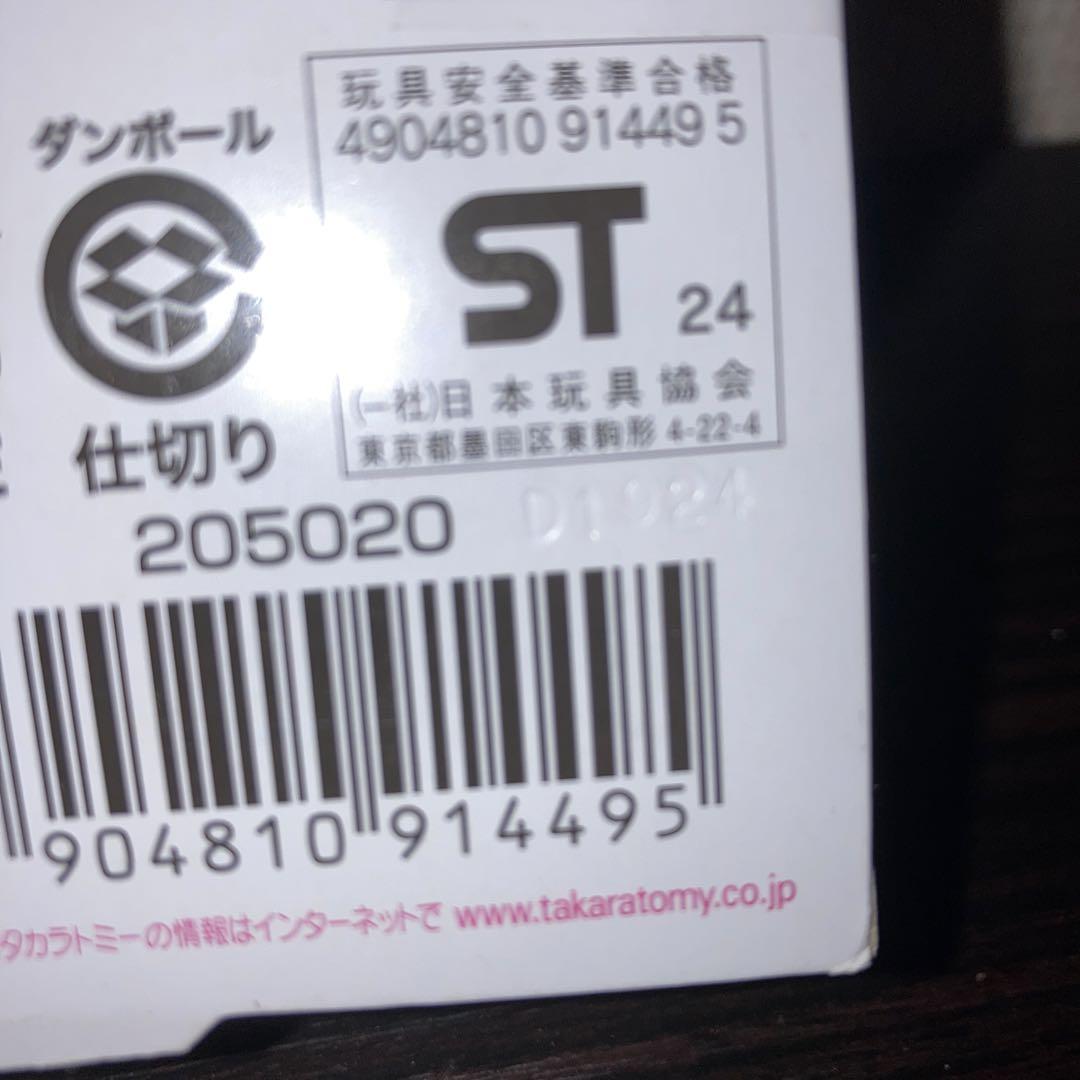 ダンボール
仕切り
玩具安全基準合格
4904810 91449 5
ST
24
(一社)日本玩具協会
東京都墨田区東駒形 4-22-4
205020
D1924
904810 914495
タカラトミーの情報はインターネットで www.takaratomy.co.jp